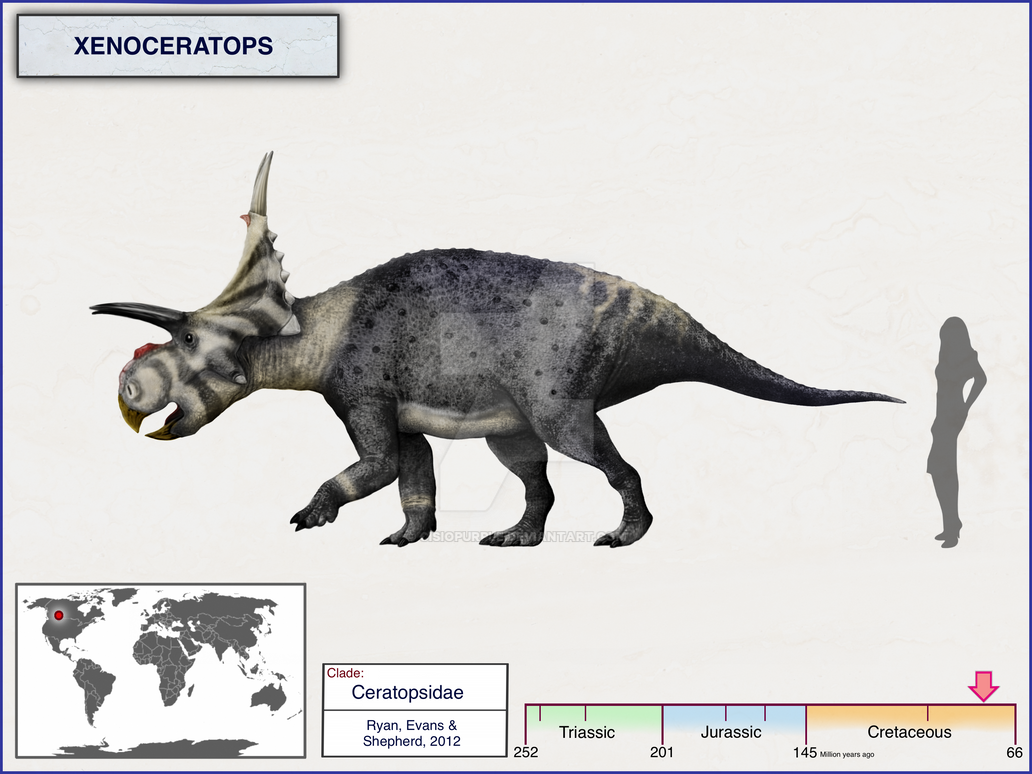 XENOCERATOPS
Clade:
Ceratopsidae
Ryan, Evans &
Shepherd, 2012
Triassic
Jurassic
Cretaceous
252
201
145 Million years ago
66